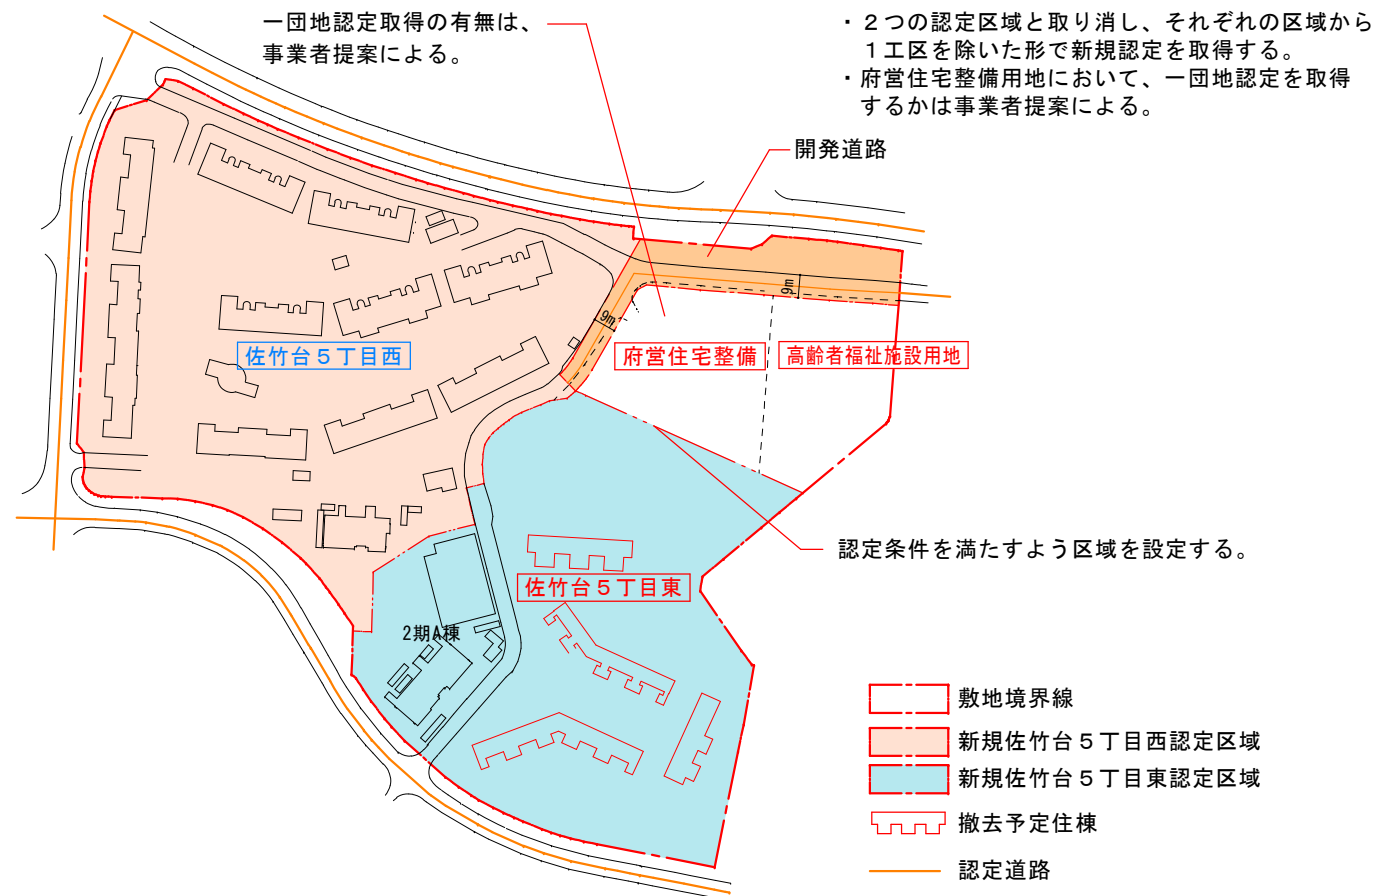 一団地認定取得の有無は、
事業者提案による。
・２つの認定区域と取り消し、それぞれの区域から
１工区を除いた形で新規認定を取得する。
・府営住宅整備用地において、一団地認定を取得
するかは事業者提案による。
開発道路
9m
9m
佐竹台５丁目西
府営住宅整備
高齢者福祉施設用地
認定条件を満たすよう区域を設定する。
佐竹台５丁目東
2期A棟
敷地境界線
新規佐竹台５丁目西認定区域
新規佐竹台５丁目東認定区域
撤去予定住棟
認定道路